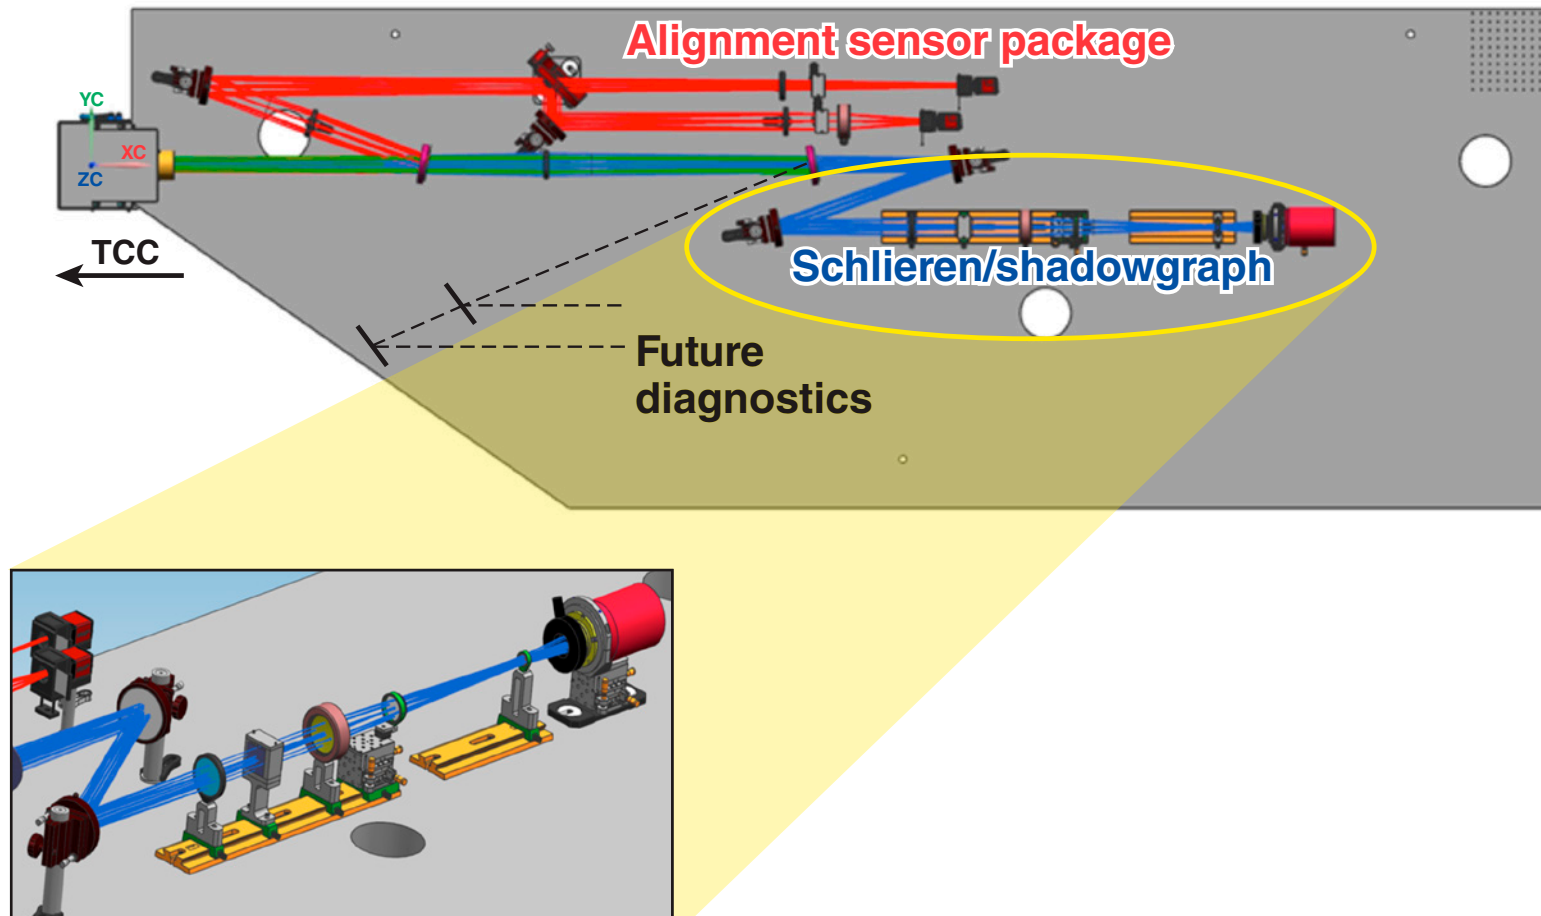 Alignment sensor package
YC
XC
ZC
TCC
Schlieren/shadowgraph
Future
diagnostics